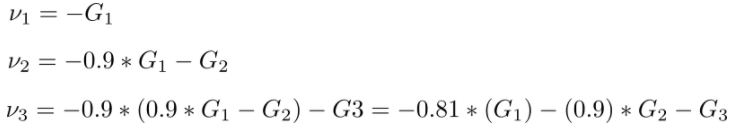 ν₁ = −G₁
ν₂ = −0.9 ∗ G₁ − G₂
ν₃ = −0.9 ∗ (0.9 ∗ G₁ − G₂) − G3 = −0.81 ∗ (G₁) − (0.9) ∗ G₂ − G₃